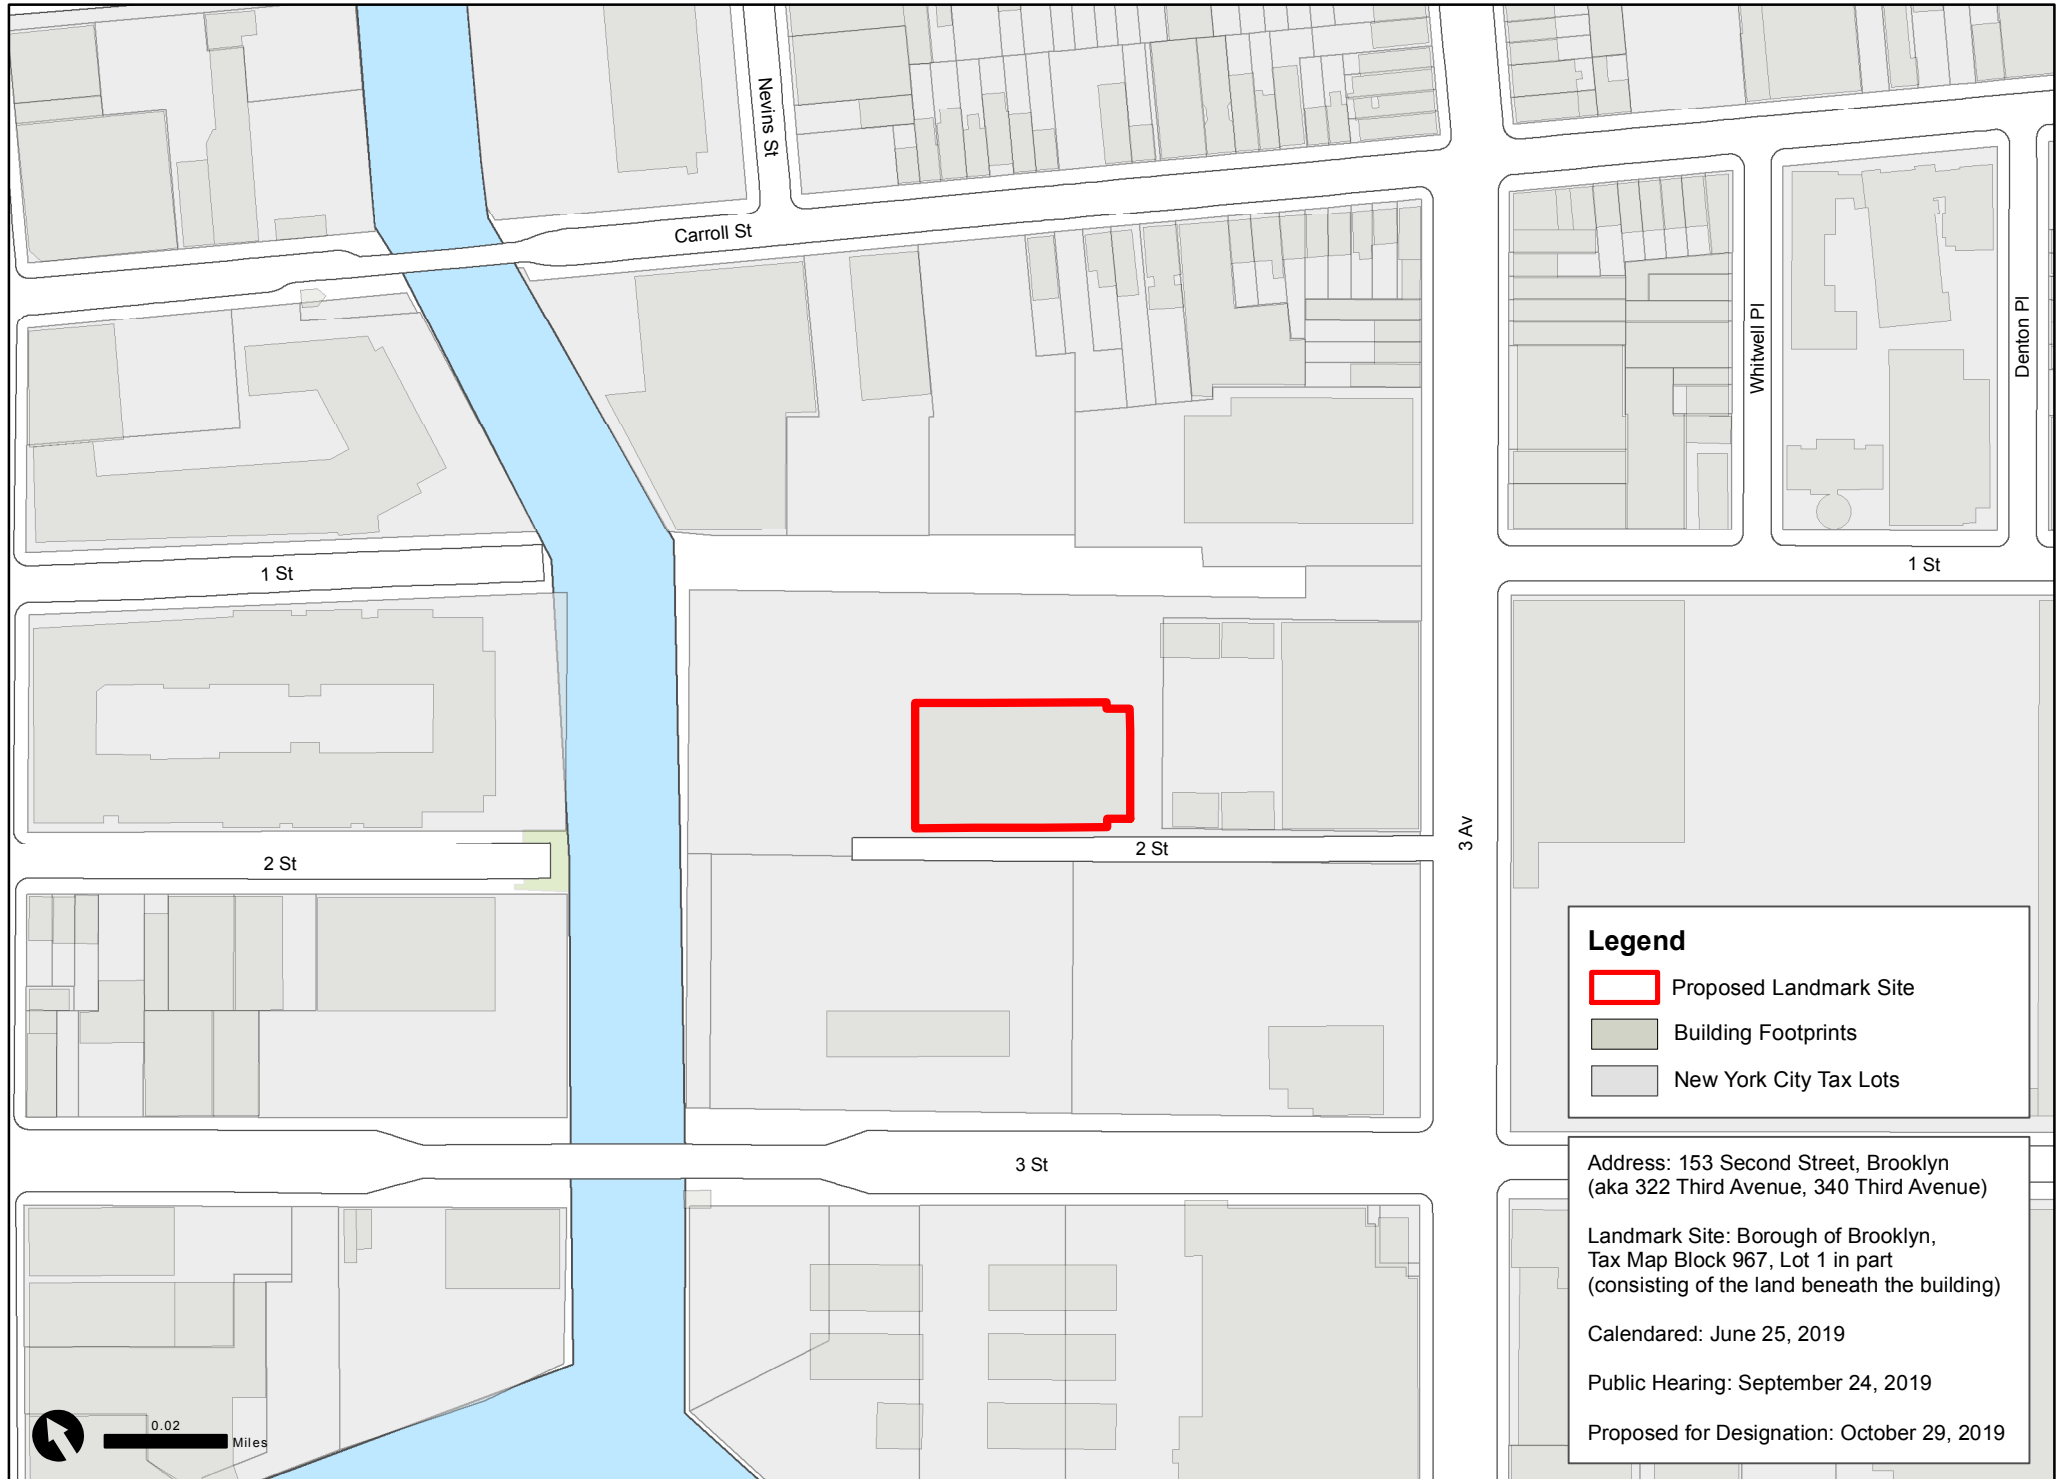 Nevins St
Carroll St
Whitwell Pl
Denton Pl
1 St
1 St
2 St
2 St
3 Av
3 St
Legend
Proposed Landmark Site
Building Footprints
New York City Tax Lots
Address: 153 Second Street, Brooklyn
(aka 322 Third Avenue, 340 Third Avenue)
Landmark Site: Borough of Brooklyn,
Tax Map Block 967, Lot 1 in part
(consisting of the land beneath the building)
Calendared: June 25, 2019
Public Hearing: September 24, 2019
Proposed for Designation: October 29, 2019
0.02
Miles